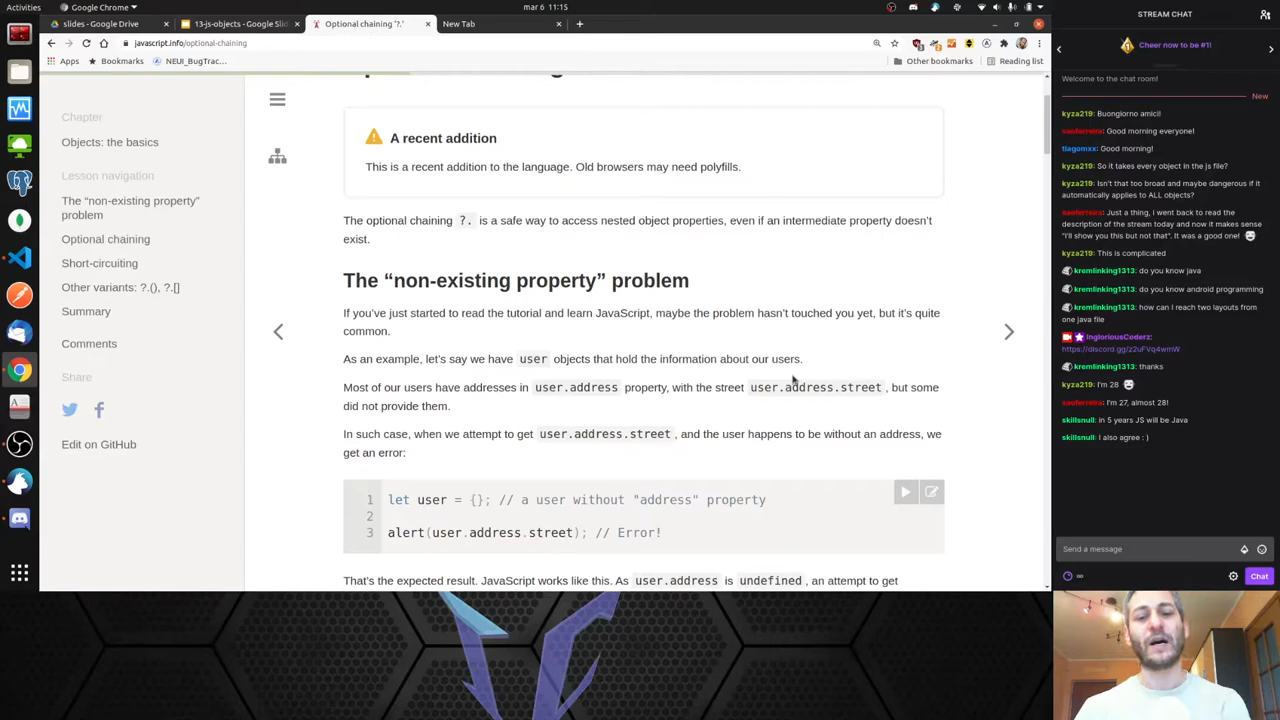 Activities
Google Chrome
mar 6 11:15
slides - Google Drive
13-js-objects - Google Slid
Optional chaining '?.'
New Tab
javascript.info/optional-chaining
Apps
Bookmarks
NEUI_BugTrac...
Other bookmarks
Reading list
Chapter
Objects: the basics
Lesson navigation
The “non-existing property”
problem
Optional chaining
Short-circuiting
Other variants: ?.(), ?.[]
Summary
Comments
Share
Edit on GitHub
A recent addition
This is a recent addition to the language. Old browsers may need polyfills.
The optional chaining ?. is a safe way to access nested object properties, even if an intermediate property doesn’t
exist.
The “non-existing property” problem
If you’ve just started to read the tutorial and learn JavaScript, maybe the problem hasn’t touched you yet, but it’s quite
common.
As an example, let’s say we have user objects that hold the information about our users.
Most of our users have addresses in user.address property, with the street user.address.street, but some
did not provide them.
In such case, when we attempt to get user.address.street, and the user happens to be without an address, we
get an error:
1 let user = {}; // a user without "address" property
2
3 alert(user.address.street); // Error!
That’s the expected result. JavaScript works like this. As user.address is undefined, an attempt to get
STREAM CHAT
Cheer now to be #1!
Welcome to the chat room!
New
kyza219: Buongiorno amici!
saoferreira: Good morning everyone!
tiagomxx: Good morning!
kyza219: So it takes every object in the js file?
kyza219: Isn't that too broad and maybe dangerous if it
automatically applies to ALL objects?
saoferreira: Just a thing, I went back to read the
description of the stream today and now it makes sense
"I'll show you this but not that". It was a good one!
kyza219: This is complicated
kremlinking1313: do you know java
kremlinking1313: do you know android programming
kremlinking1313: how can I reach two layouts from
one java file
IngloriousCoderz:
https://discord.gg/z2uFVq4wmW
kremlinking1313: thanks
kyza219: I'm 28
saoferreira: I'm 27, almost 28!
skillsnull: in 5 years JS will be Java
skillsnull: I also agree : )
Send a message
Chat